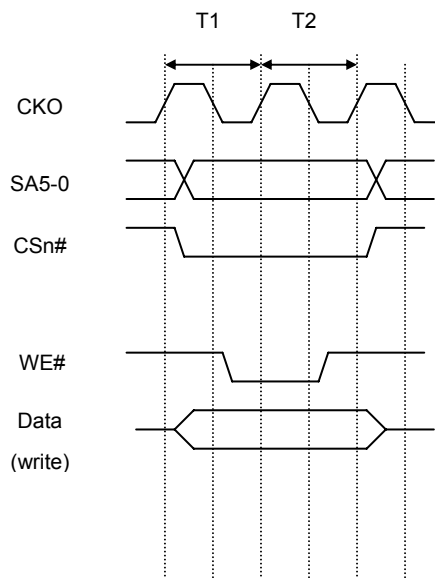 T1 T2
CKO
SA5-0
CSn#
WE#
Data
(write)